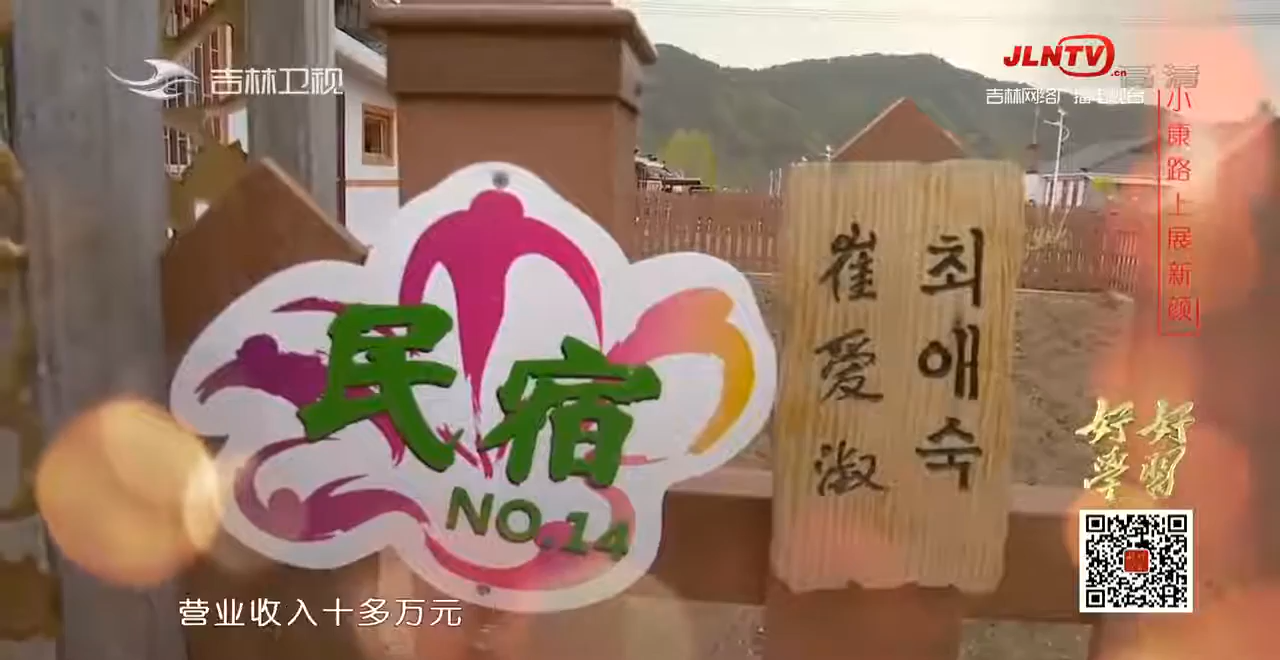 吉林卫视
JLNTV.cn
吉林网络广播电视台
高清
小康路上展新颜
民宿
NO.14
崔爱淑
최애숙
好好学习
营业收入十多万元